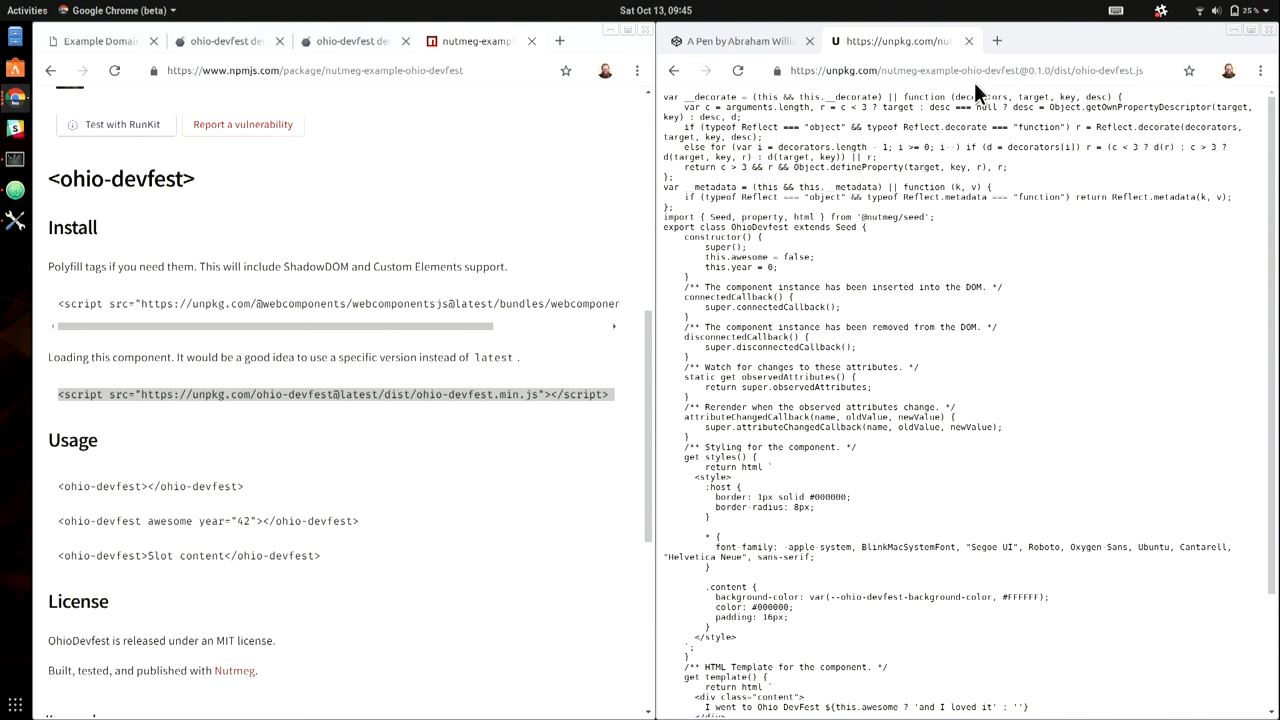 Activities
Google Chrome (beta)
Sat Oct 13, 09:45
25 %
Example Domai
ohio-devfest de
ohio-devfest de
nutmeg-examp
https://www.npmjs.com/package/nutmeg-example-ohio-devfest
Test with RunKit
Report a vulnerability
<ohio-devfest>
Install
Polyfill tags if you need them. This will include ShadowDOM and Custom Elements support.
<script src="https://unpkg.com/@webcomponents/webcomponentsjs@latest/bundles/webcomponer
Loading this component. It would be a good idea to use a specific version instead of latest .
<script src="https://unpkg.com/ohio-devfest@latest/dist/ohio-devfest.min.js"></script>
Usage
<ohio-devfest></ohio-devfest>
<ohio-devfest awesome year="42"></ohio-devfest>
<ohio-devfest>Slot content</ohio-devfest>
License
OhioDevfest is released under an MIT license.
Built, tested, and published with Nutmeg.
A Pen by Abraham Willi
U https://unpkg.com/nut
https://unpkg.com/nutmeg-example-ohio-devfest@0.1.0/dist/ohio-devfest.js
var __decorate = (this && this.__decorate) || function (decorators, target, key, desc) {
var c = arguments.length, r = c < 3 ? target : desc === null ? desc = Object.getOwnPropertyDescriptor(target,
key) : desc, d;
if (typeof Reflect === "object" && typeof Reflect.decorate === "function") r = Reflect.decorate(decorators,
target, key, desc);
else for (var i = decorators.length - 1; i >= 0; i--) if (d = decorators[i]) r = (c < 3 ? d(r) : c > 3 ?
d(target, key, r) : d(target, key)) || r;
return c > 3 && r && Object.defineProperty(target, key, r), r;
};
var __metadata = (this && this.__metadata) || function (k, v) {
if (typeof Reflect === "object" && typeof Reflect.metadata === "function") return Reflect.metadata(k, v);
};
import { Seed, property, html } from '@nutmeg/seed';
export class OhioDevfest extends Seed {
constructor() {
super();
this.awesome = false;
this.year = 0;
}
/** The component instance has been inserted into the DOM. */
connectedCallback() {
super.connectedCallback();
}
/** The component instance has been removed from the DOM. */
disconnectedCallback() {
super.disconnectedCallback();
}
/** Watch for changes to these attributes. */
static get observedAttributes() {
return super.observedAttributes;
}
/** Rerender when the observed attributes change. */
attributeChangedCallback(name, oldValue, newValue) {
super.attributeChangedCallback(name, oldValue, newValue);
}
/** Styling for the component. */
get styles() {
return html `
<style>
:host {
border: 1px solid #000000;
border-radius: 8px;
}
* {
font-family: -apple-system, BlinkMacSystemFont, "Segoe UI", Roboto, Oxygen-Sans, Ubuntu, Cantarell,
"Helvetica Neue", sans-serif;
}
.content {
background-color: var(--ohio-devfest-background-color, #FFFFFF);
color: #000000;
padding: 16px;
}
</style>
`;
}
/** HTML Template for the component. */
get template() {
return html `
<div class="content">
I went to Ohio DevFest ${this.awesome ? 'and I loved it' : ''}
</div>